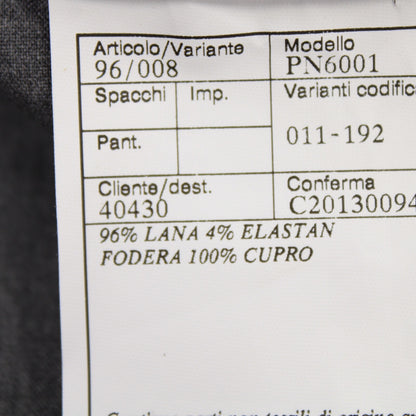 Articolo/Variante Modello
96/008 PN6001
Spacchi Imp. Varianti codific
011-192
Pant.
Cliente/dest. Conferma
40430 C20130094
96% LANA 4% ELASTAN
FODERA 100% CUPRO